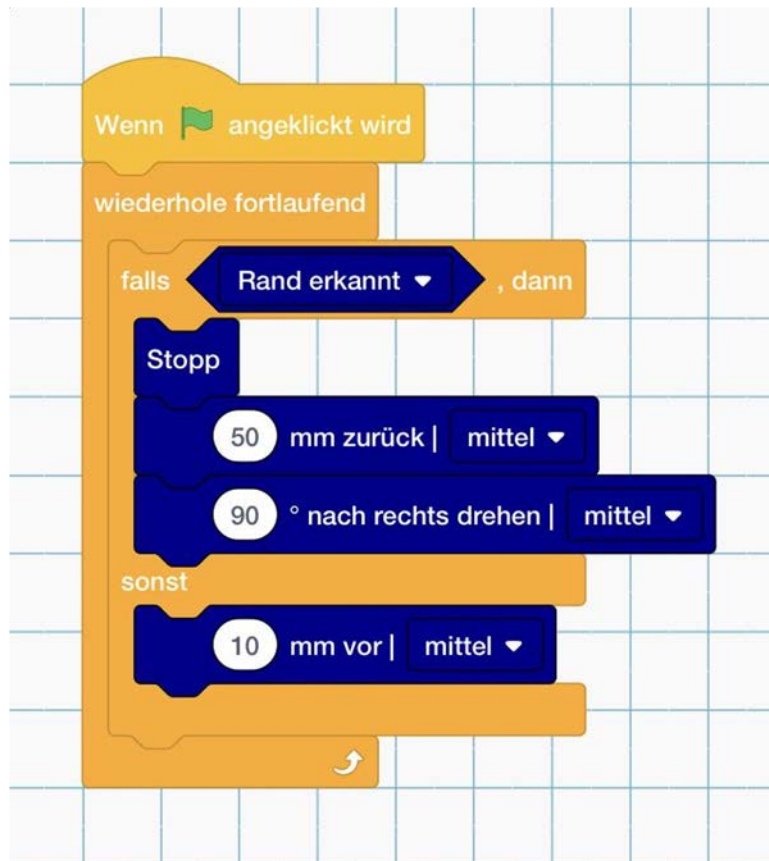 Wenn angeklickt wird
wiederhole fortlaufend
falls Rand erkannt , dann
Stopp
50 mm zurück | mittel
90 ° nach rechts drehen | mittel
sonst
10 mm vor | mittel